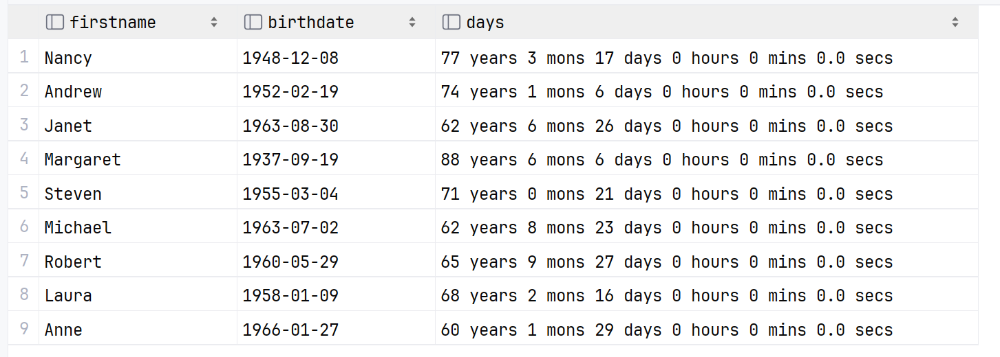 firstname birthdate days
1 Nancy 1948-12-08 77 years 3 mons 17 days 0 hours 0 mins 0.0 secs
2 Andrew 1952-02-19 74 years 1 mons 6 days 0 hours 0 mins 0.0 secs
3 Janet 1963-08-30 62 years 6 mons 26 days 0 hours 0 mins 0.0 secs
4 Margaret 1937-09-19 88 years 6 mons 6 days 0 hours 0 mins 0.0 secs
5 Steven 1955-03-04 71 years 0 mons 21 days 0 hours 0 mins 0.0 secs
6 Michael 1963-07-02 62 years 8 mons 23 days 0 hours 0 mins 0.0 secs
7 Robert 1960-05-29 65 years 9 mons 27 days 0 hours 0 mins 0.0 secs
8 Laura 1958-01-09 68 years 2 mons 16 days 0 hours 0 mins 0.0 secs
9 Anne 1966-01-27 60 years 1 mons 29 days 0 hours 0 mins 0.0 secs